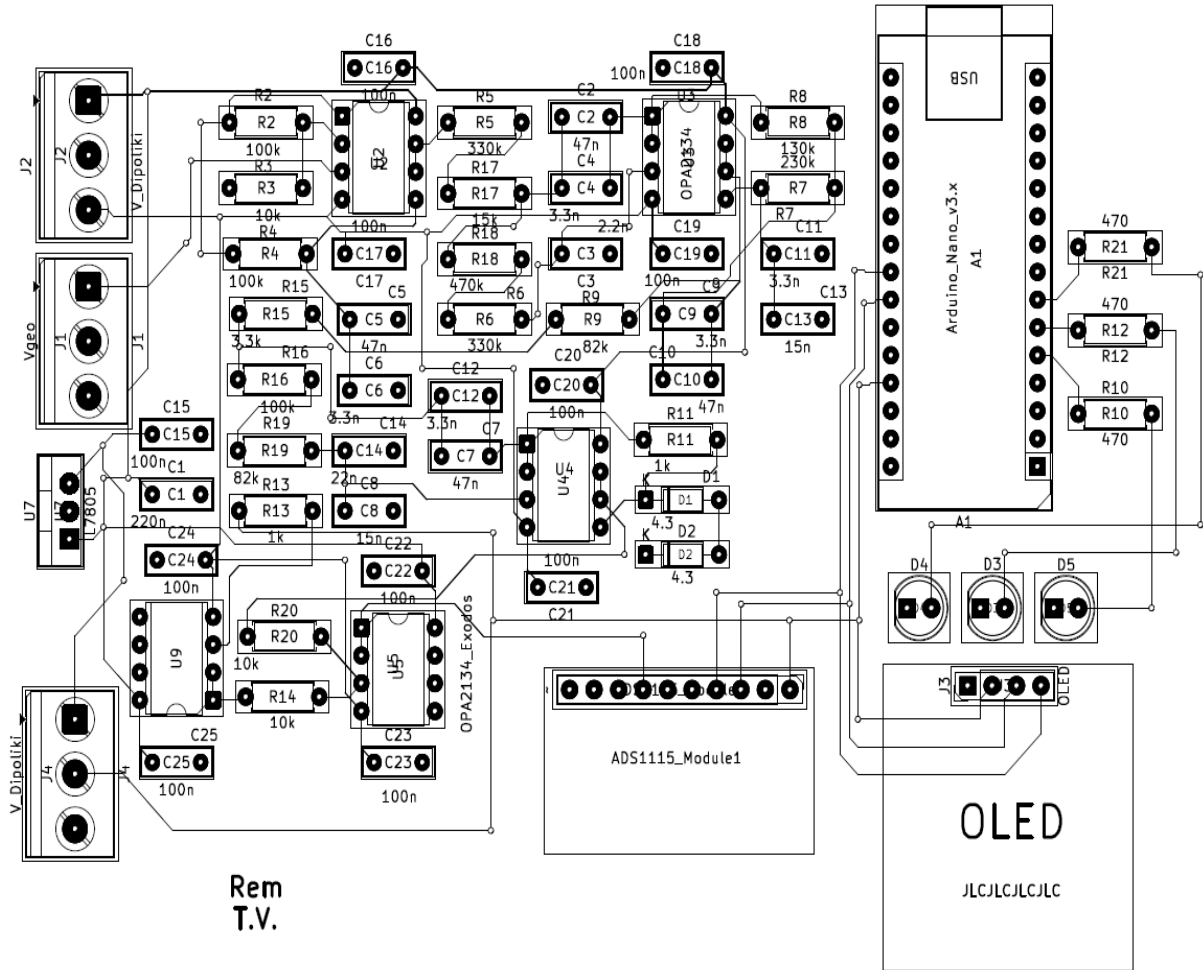 C16
C18
C16
C18
100n
100n
USB
R2
R5
C2
U3
R8
R2
R5
C2
R8
J2
J2
V_Dipoliki
100k
U2
330k
47n
OPA2134
130k
230k
R3
R17
C4
R3
R17
C4
R7
10k
100n
15k
3.3n
2.2n
R7
Arduino_Nano_v3.x
A1
R4
R18
C19
C11
470
R4
C17
R18
C3
C19
C11
R21
100k
C17
470k
C3
100n
3.3n
R21
R15
C5
R6
R9
C9
C13
470
R15
C5
R6
R9
C9
C13
R12
3.3k
47n
330k
82k
3.3n
15n
R12
Vgeo
J1
J1
R16
C6
C12
C20
C10
R16
C6
C12
C20
C10
R10
100k
3.3n
3.3n
100n
47n
470
C15
R19
C14
C7
R11
C15
R19
C14
C7
R11
100n
82k
22n
47n
1k
U7
U7
L7805
C1
R13
C8
U4
K
D1
C1
R13
C8
D1
220n
1k
15n
4.3
A1
C24
C22
K
D2
C24
C22
D2
100n
100n
100n
4.3
C21
C21
D4
D3
D5
U9
R20
R20
10k
U5
OPA2134_Exodos
R14
10k
J3
OLED
ADS1115_Module1
C25
C23
C25
C23
100n
100n
V_Dipoliki
J4
J4
OLED
JLCJLCJLCJLC
Rem
T.V.